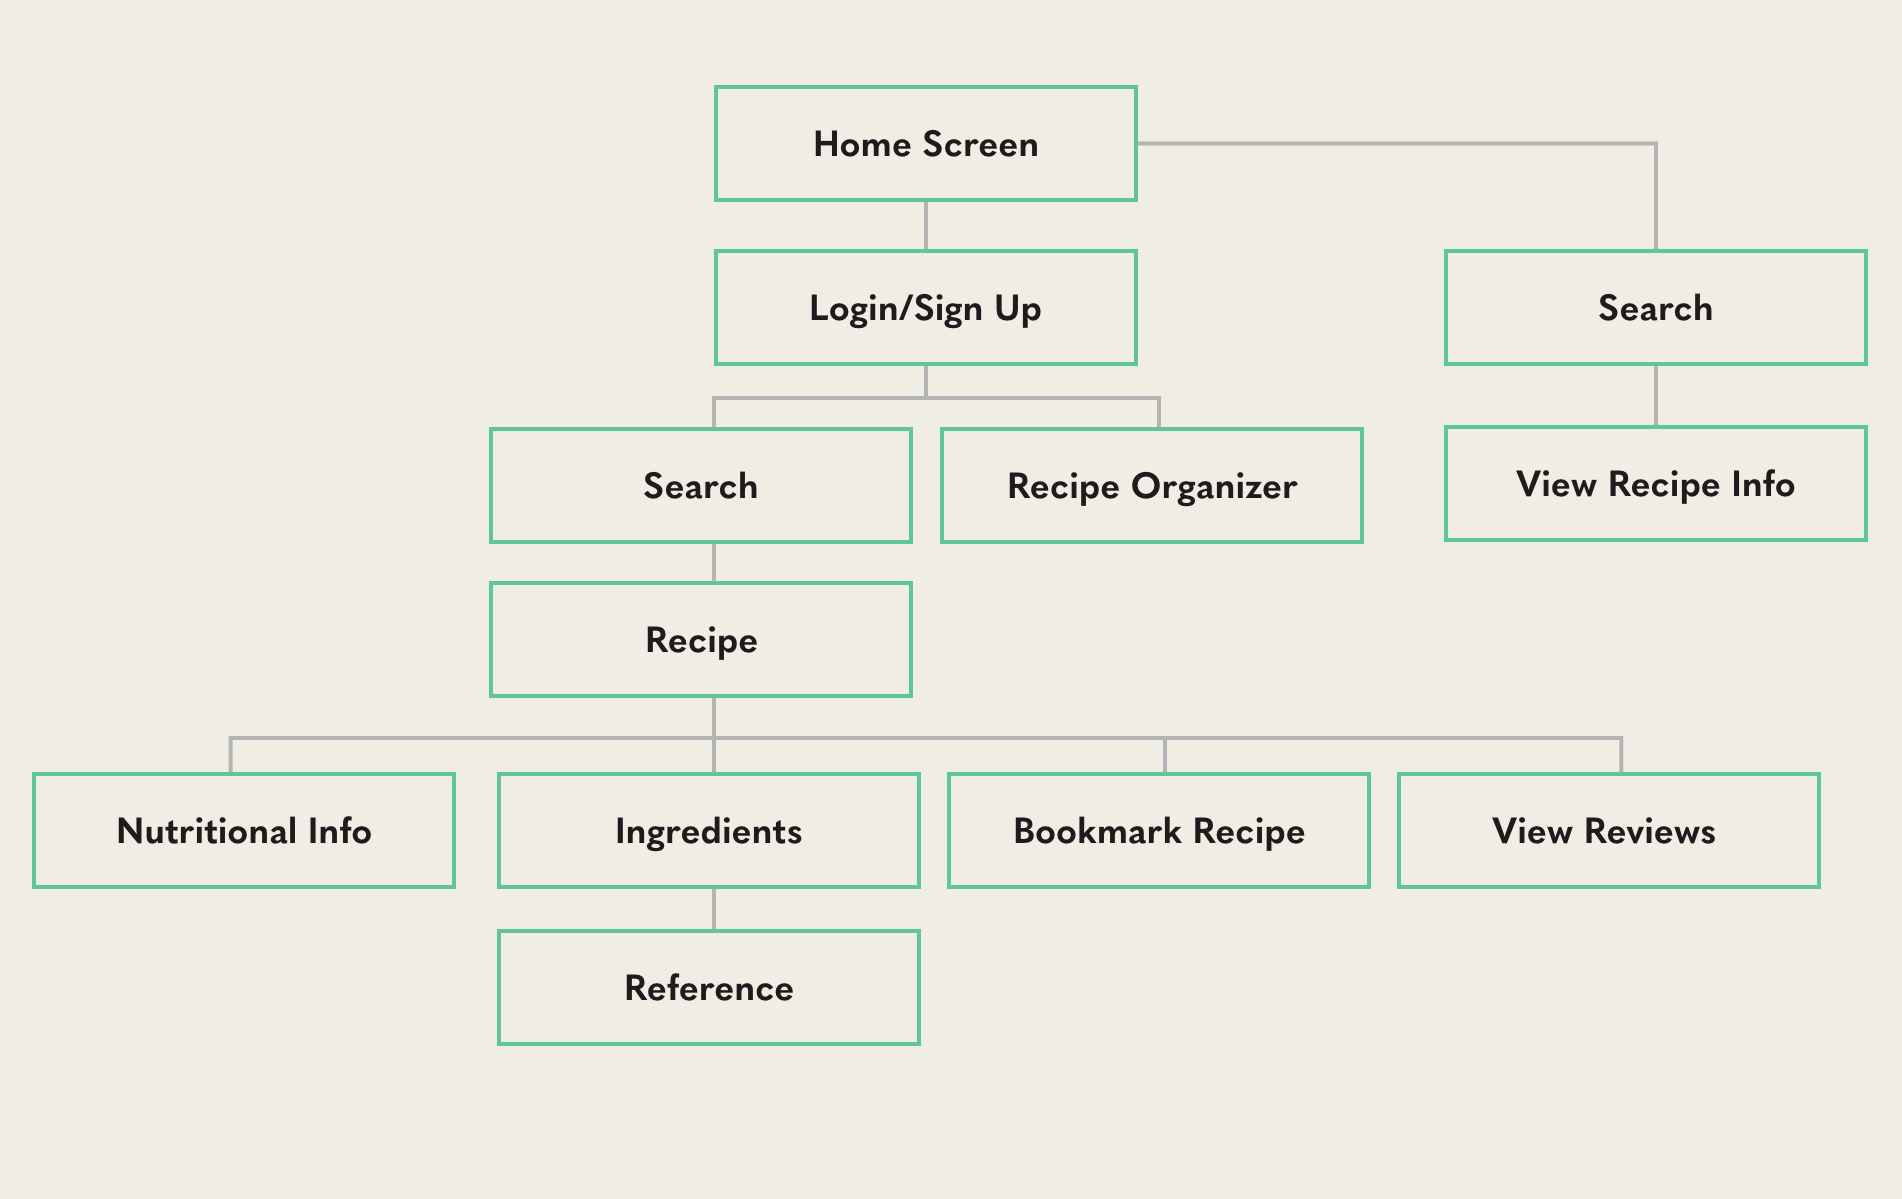 Home Screen
Login/Sign Up
Search
Search
Recipe Organizer
View Recipe Info
Recipe
Nutritional Info
Ingredients
Bookmark Recipe
View Reviews
Reference